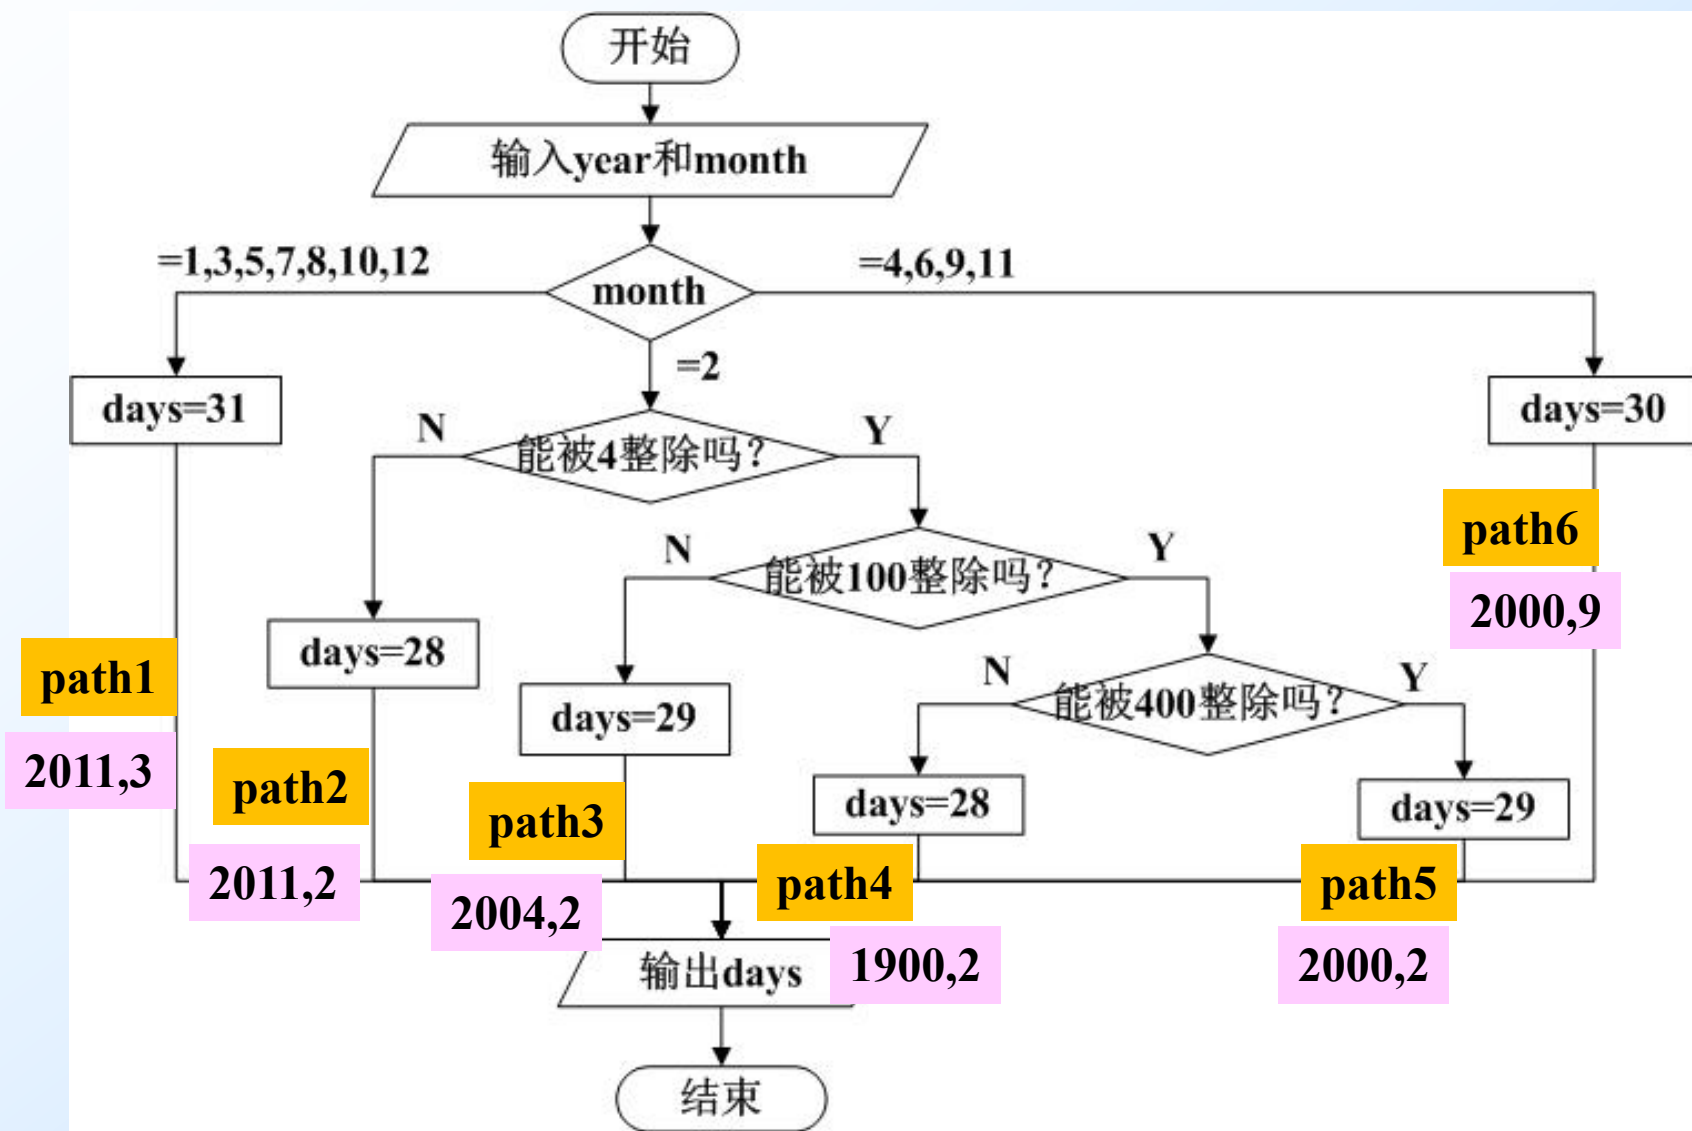 开始
输入year和month
=1,3,5,7,8,10,12
=4,6,9,11
month
=2
days=31
days=30
N
能被4整除吗?
Y
path6
N
能被100整除吗?
Y
2000,9
days=28
path1
N
能被400整除吗?
Y
days=29
2011,3
path2
path3
days=28
days=29
2011,2
2004,2
path4
path5
输出days
1900,2
2000,2
结束